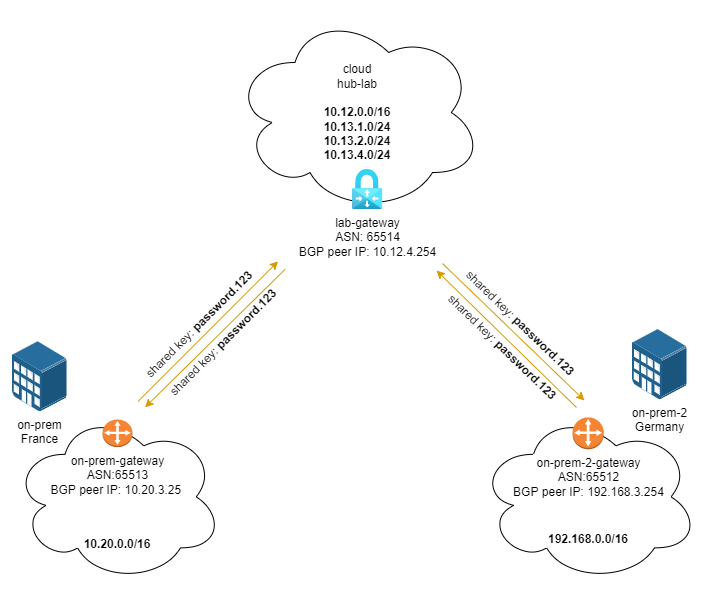 cloud
hub-lab
10.12.0.0/16
10.13.1.0/24
10.13.2.0/24
10.13.4.0/24
lab-gateway
ASN: 65514
BGP peer IP: 10.12.4.254
shared key: password.123
shared key: password.123
shared key: password.123
shared key: password.123
on-prem
France
on-prem-gateway
ASN:65513
BGP peer IP: 10.20.3.25
10.20.0.0/16
on-prem-2
Germany
on-prem-2-gateway
ASN:65512
BGP peer IP: 192.168.3.254
192.168.0.0/16